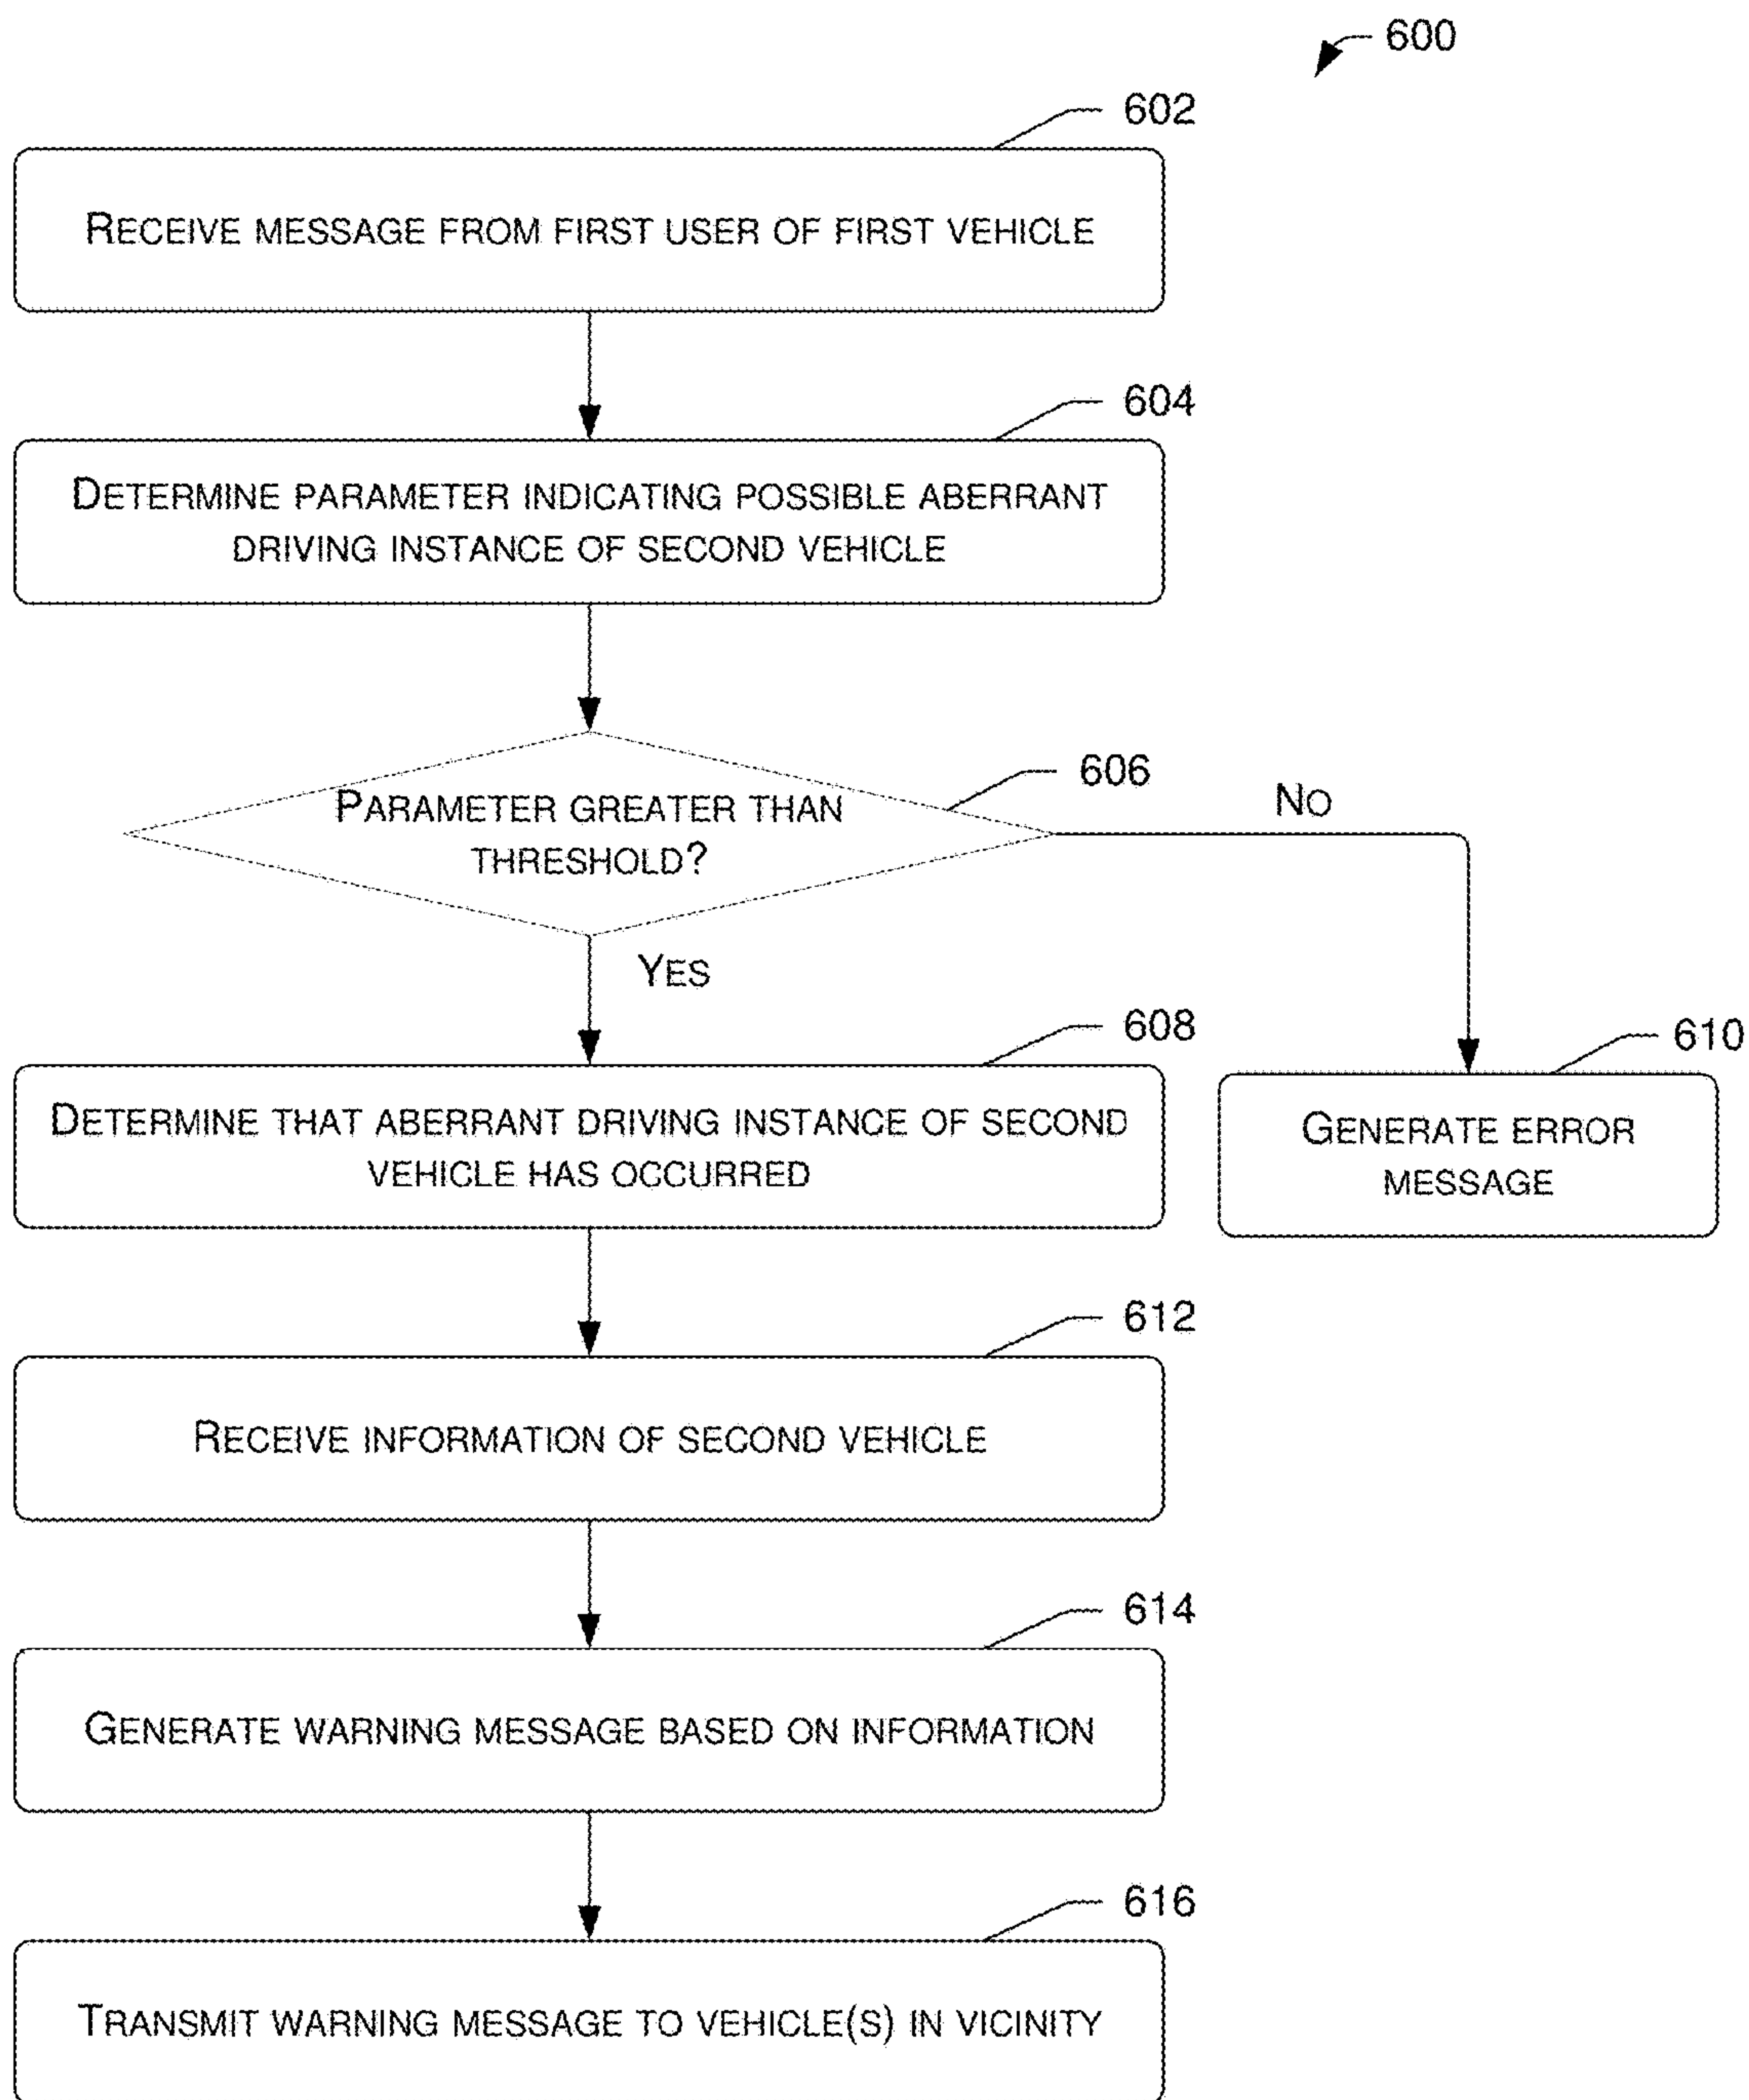 600
602
RECEIVE MESSAGE FROM FIRST USER OF FIRST VEHICLE
604
DETERMINE PARAMETER INDICATING POSSIBLE ABERRANT
DRIVING INSTANCE OF SECOND VEHICLE
606
PARAMETER GREATER THAN
THRESHOLD?
NO
YES
608
DETERMINE THAT ABERRANT DRIVING INSTANCE OF SECOND
VEHICLE HAS OCCURRED
610
GENERATE ERROR
MESSAGE
612
RECEIVE INFORMATION OF SECOND VEHICLE
614
GENERATE WARNING MESSAGE BASED ON INFORMATION
616
TRANSMIT WARNING MESSAGE TO VEHICLE(S) IN VICINITY